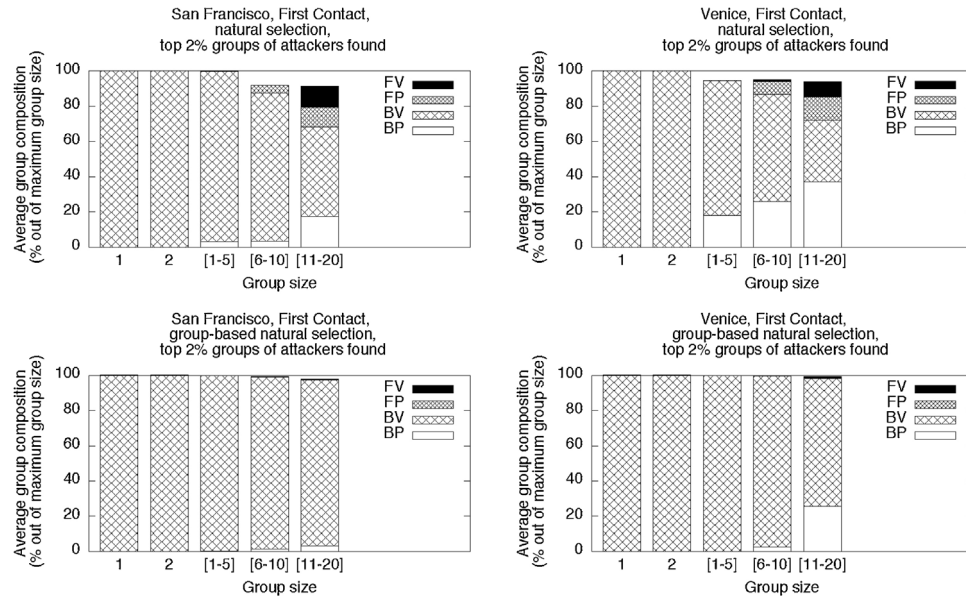 San Francisco, First Contact,
natural selection,
top 2% groups of attackers found
Average group composition
(% out of maximum group size)
100
80
60
40
20
0
FV
FP
BV
BP
1 2 [1-5] [6-10] [11-20]
Group size
Venice, First Contact,
natural selection,
top 2% groups of attackers found
Average group composition
(% out of maximum group size)
100
80
60
40
20
0
FV
FP
BV
BP
1 2 [1-5] [6-10] [11-20]
Group size
San Francisco, First Contact,
group-based natural selection,
top 2% groups of attackers found
Average group composition
(% out of maximum group size)
100
80
60
40
20
0
FV
FP
BV
BP
1 2 [1-5] [6-10] [11-20]
Group size
Venice, First Contact,
group-based natural selection,
top 2% groups of attackers found
Average group composition
(% out of maximum group size)
100
80
60
40
20
0
FV
FP
BV
BP
1 2 [1-5] [6-10] [11-20]
Group size